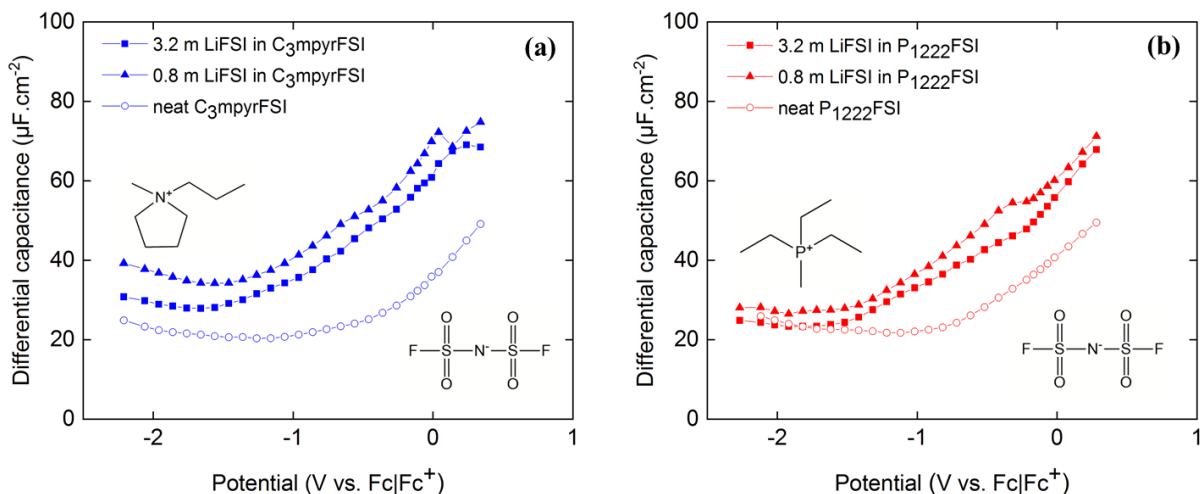 100
80
60
40
20
0
Differential capacitance (µF.cm⁻²)
3.2 m LiFSI in C₃mpyrFSI
0.8 m LiFSI in C₃mpyrFSI
neat C₃mpyrFSI
(a)
N⁺
O O
F S N⁻ S F
O O
-2 -1 0 1
Potential (V vs. Fc|Fc⁺)
100
80
60
40
20
0
Differential capacitance (µF.cm⁻²)
3.2 m LiFSI in P₁₂₂₂FSI
0.8 m LiFSI in P₁₂₂₂FSI
neat P₁₂₂₂FSI
(b)
P⁺
O O
F S N⁻ S F
O O
-2 -1 0 1
Potential (V vs. Fc|Fc⁺)